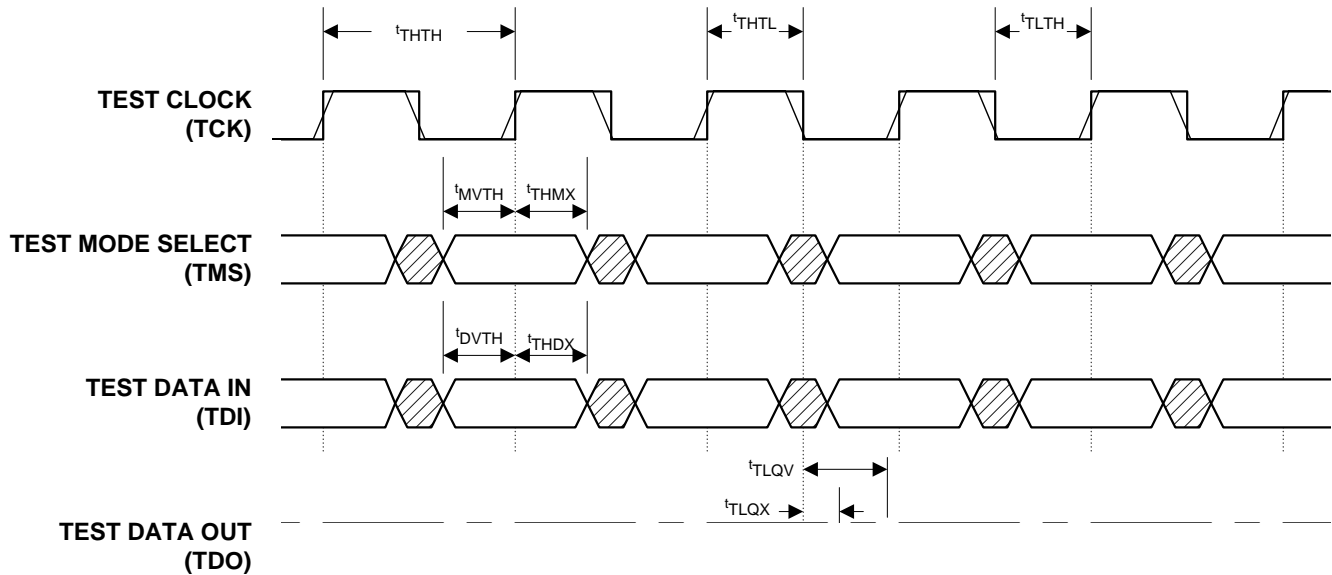 tTHTH
tTHTL
tTLTH
TEST CLOCK
(TCK)
tMVTH
tTHMX
TEST MODE SELECT
(TMS)
tDVTH
tTHDX
TEST DATA IN
(TDI)
tTLQV
tTLQX
TEST DATA OUT
(TDO)